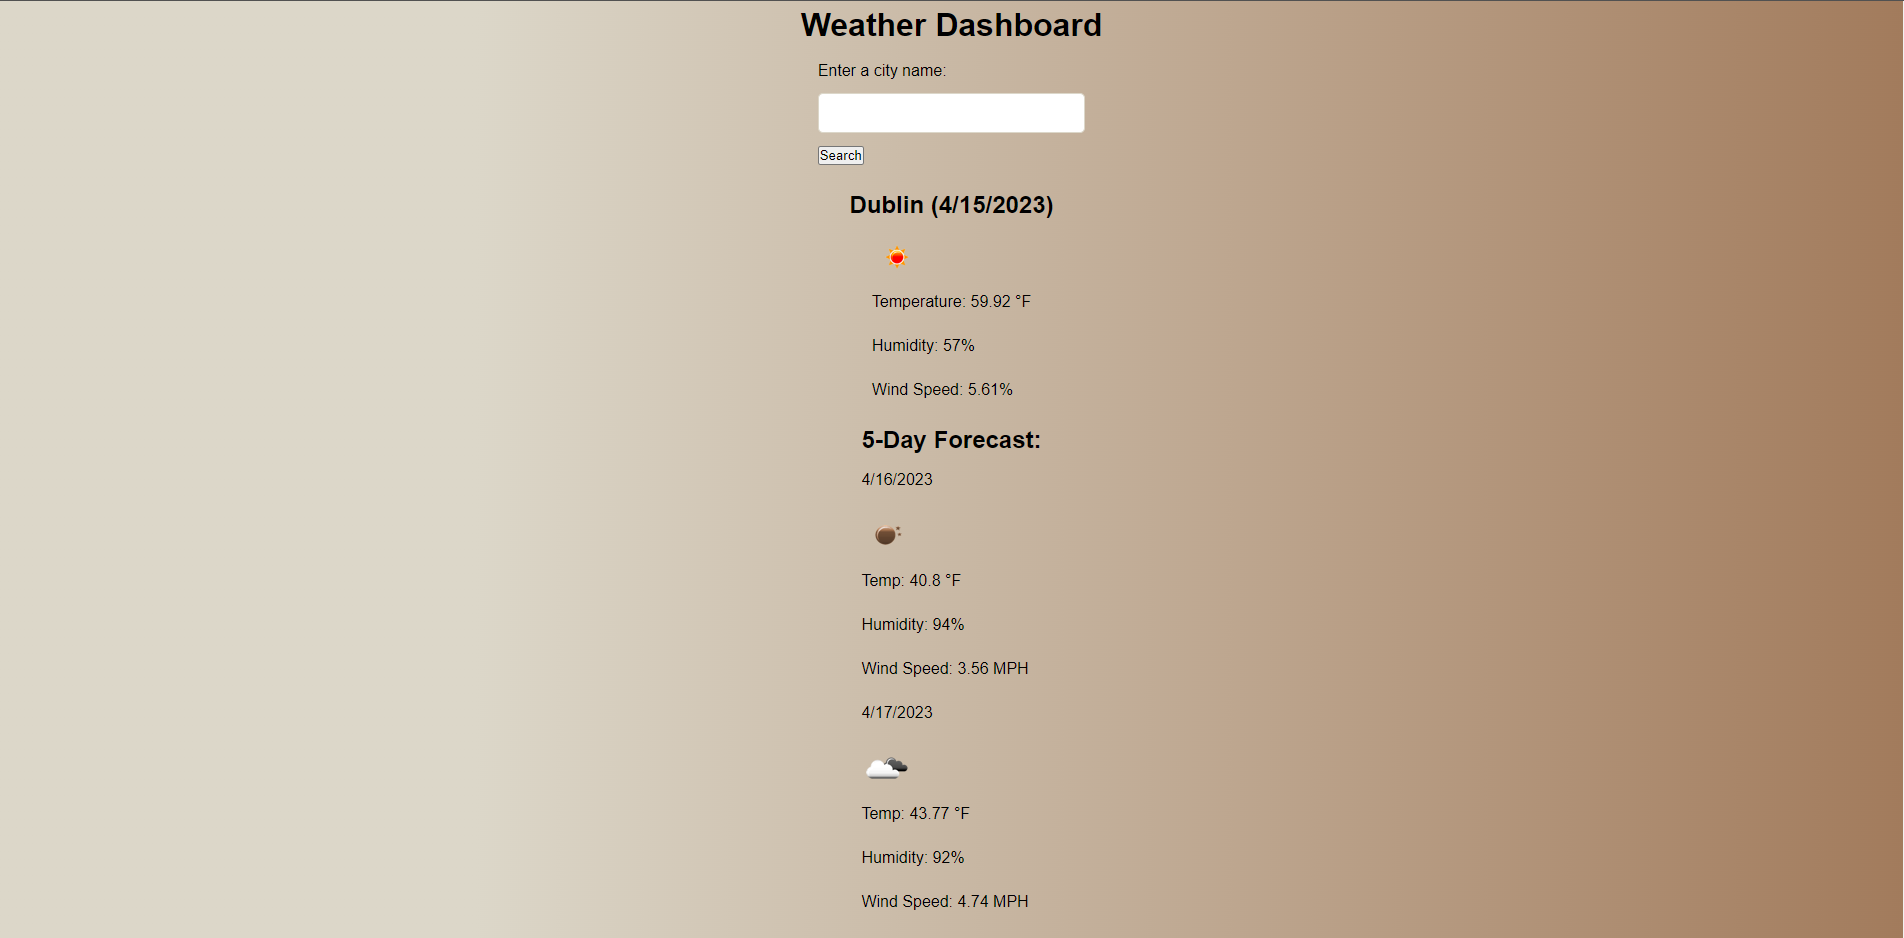 Weather Dashboard
Enter a city name:
Search
Dublin (4/15/2023)
Temperature: 59.92 °F
Humidity: 57%
Wind Speed: 5.61%
5-Day Forecast:
4/16/2023
Temp: 40.8 °F
Humidity: 94%
Wind Speed: 3.56 MPH
4/17/2023
Temp: 43.77 °F
Humidity: 92%
Wind Speed: 4.74 MPH